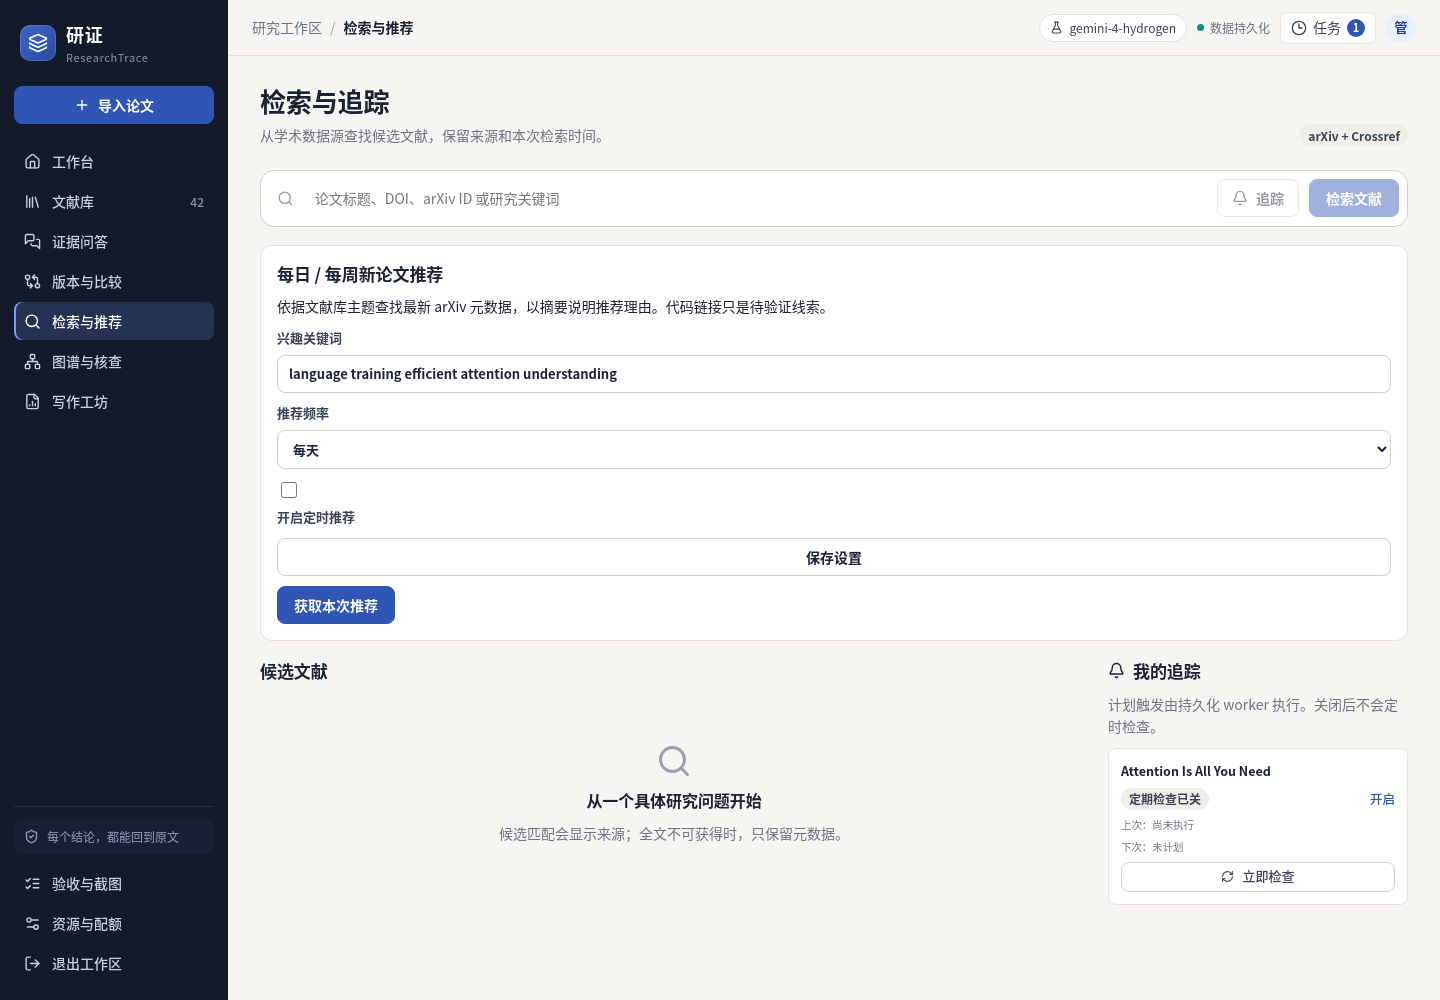 研证
ResearchTrace
导入论文
工作台
文献库 42
证据问答
版本与比较
检索与推荐
图谱与核查
写作工坊
每个结论，都能回到原文
验收与截图
资源与配额
退出工作区
研究工作区 / 检索与推荐
gemini-4-hydrogen
数据持久化
任务 1
管
检索与追踪
从学术数据源查找候选文献，保留来源和本次检索时间。
arXiv + Crossref
论文标题、DOI、arXiv ID 或研究关键词
追踪
检索文献
每日 / 每周新论文推荐
依据文献库主题查找最新 arXiv 元数据，以摘要说明推荐理由。代码链接只是待验证线索。
兴趣关键词
language training efficient attention understanding
推荐频率
每天
开启定时推荐
保存设置
获取本次推荐
候选文献
从一个具体研究问题开始
候选匹配会显示来源；全文不可获得时，只保留元数据。
我的追踪
计划触发由持久化 worker 执行。关闭后不会定
时检查。
Attention Is All You Need
定期检查已关 开启
上次：尚未执行
下次：未计划
立即检查